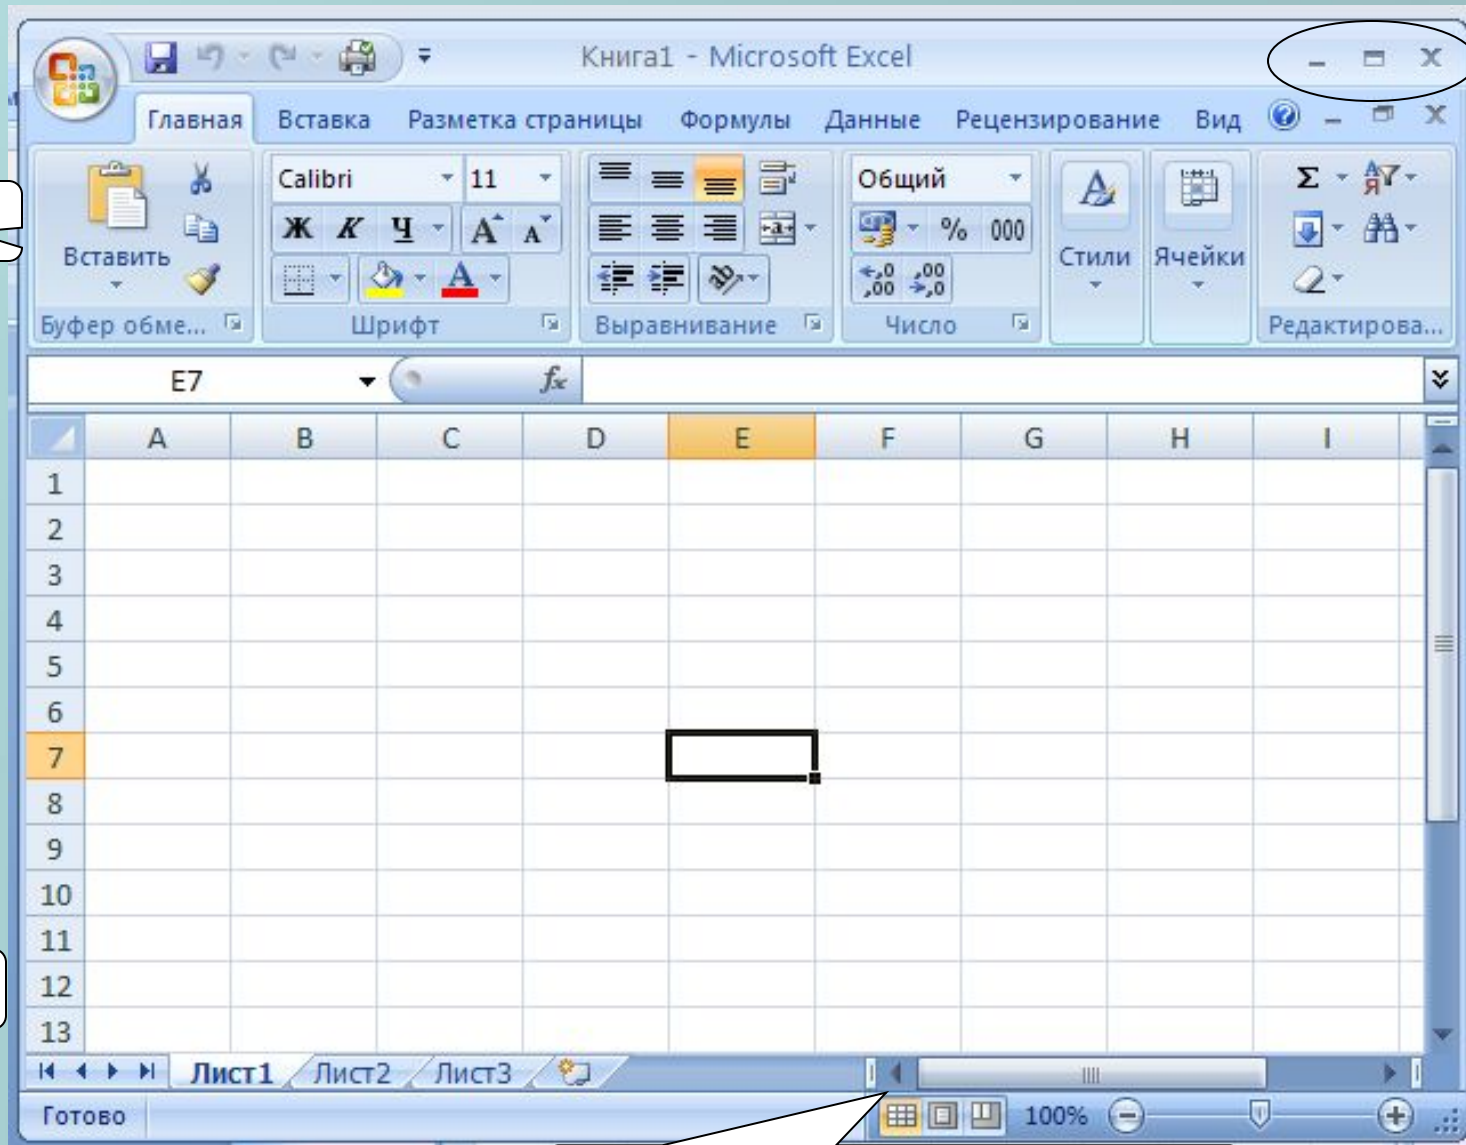 Книга1 - Microsoft Excel
Главная Вставка Разметка страницы Формулы Данные Рецензирование Вид
Calibri 11 Общий
Ж К Ч % 000
Вставить Стили Ячейки
Буфер обме... Шрифт Выравнивание Число Редактирова...
E7 fx
A B C D E F G H I
1
2
3
4
5
6
7
8
9
10
11
12
13
Лист1 Лист2 Лист3
Готово 100%